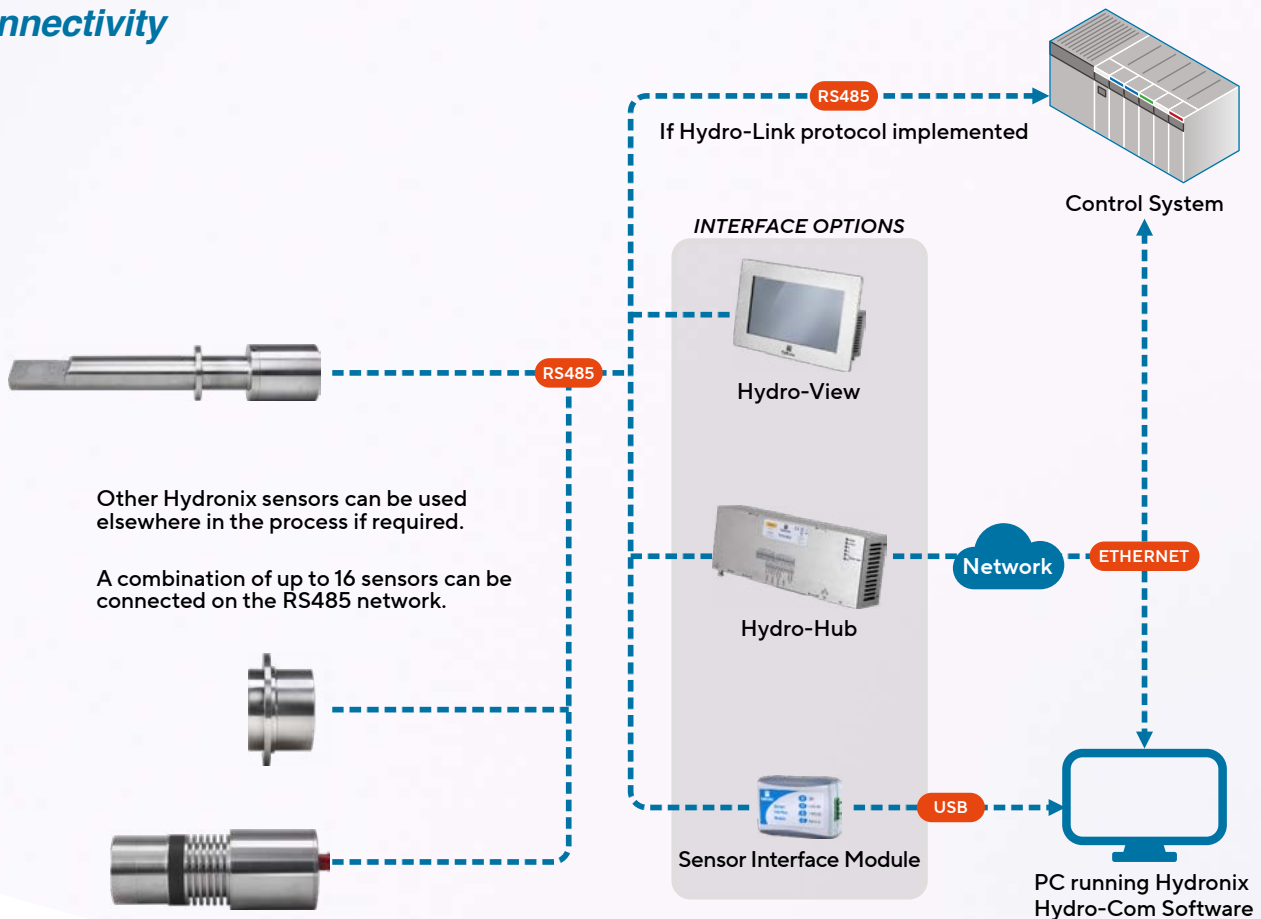 nnectivity
RS485
If Hydro-Link protocol implemented
Control System
INTERFACE OPTIONS
Hydro-View
RS485
Other Hydronix sensors can be used
elsewhere in the process if required.
A combination of up to 16 sensors can be
connected on the RS485 network.
Network
ETHERNET
Hydro-Hub
USB
Sensor Interface Module
PC running Hydronix
Hydro-Com Software